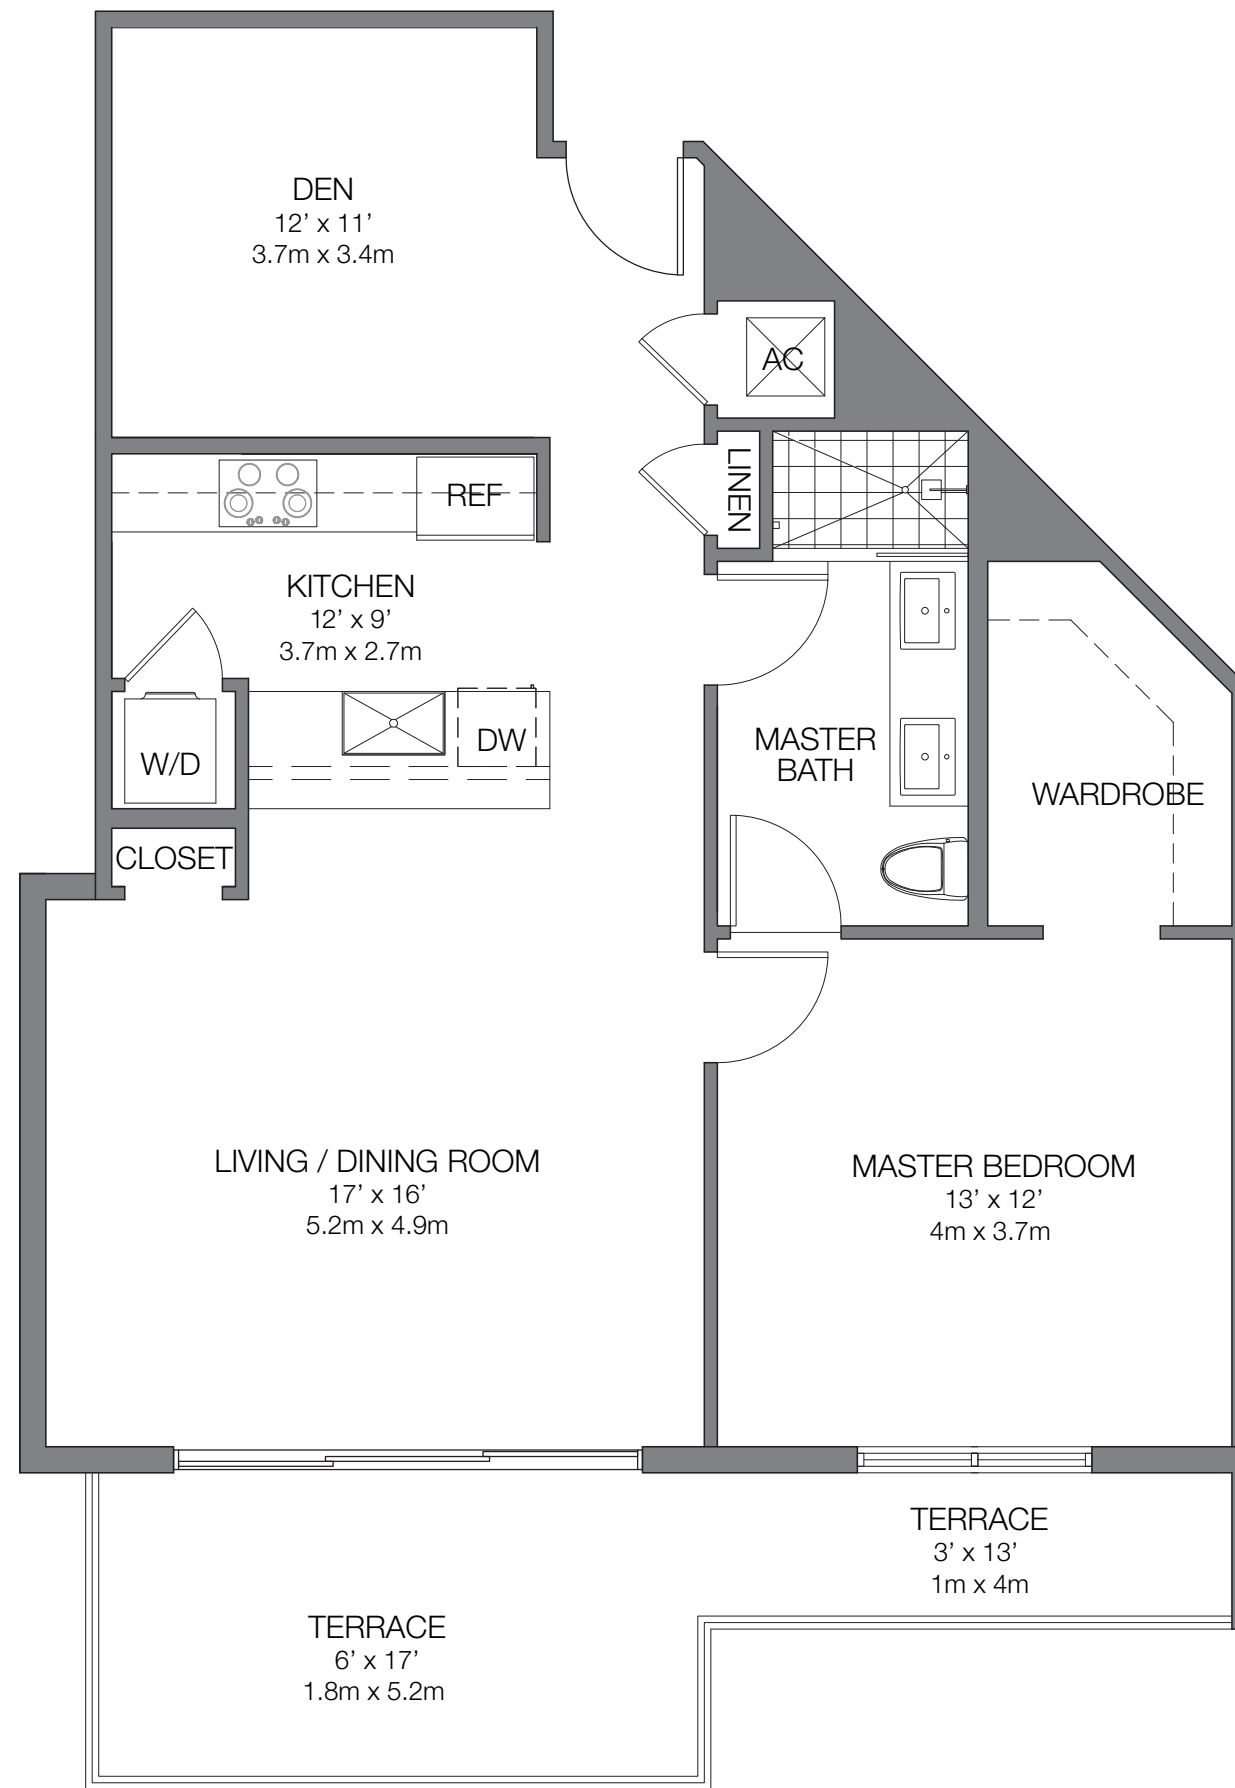 DEN
12’ x 11’
3.7m x 3.4m
AC
LINEN
REF
KITCHEN
12’ x 9’
3.7m x 2.7m
DW
W/D
MASTER
BATH
WARDROBE
CLOSET
LIVING / DINING ROOM
17’ x 16’
5.2m x 4.9m
MASTER BEDROOM
13’ x 12’
4m x 3.7m
TERRACE
3’ x 13’
1m x 4m
TERRACE
6’ x 17’
1.8m x 5.2m